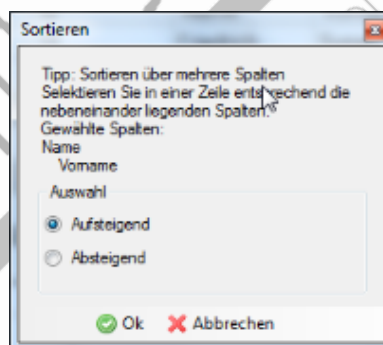 Sortieren
Tipp: Sortieren über mehrere Spalten
Selektieren Sie in einer Zeile entsprechend die
nebeneinander liegenden Spalten.
Gewählte Spalten:
Name
Vorname
Auswahl
Aufsteigend
Absteigend
Ok Abbrechen